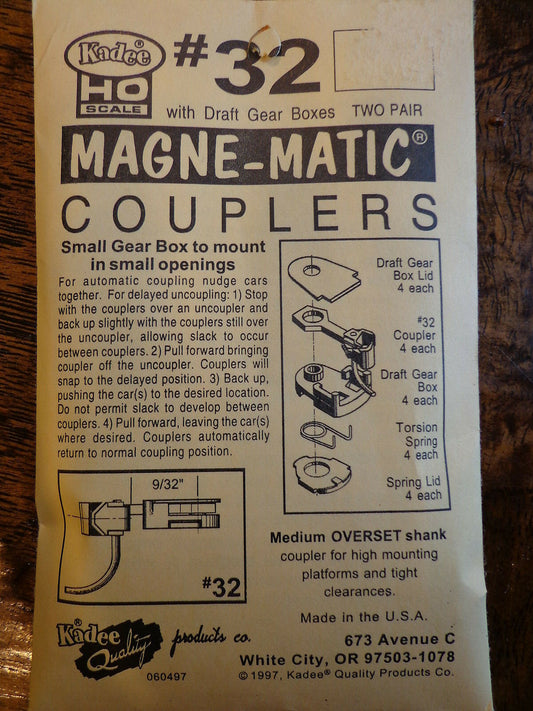 Kadee®
HO
SCALE
#32
with Draft Gear Boxes TWO PAIR
MAGNE-MATIC®
COUPLERS
Small Gear Box to mount
in small openings
For automatic coupling nudge cars
together. For delayed uncoupling: 1) Stop
with the couplers over an uncoupler and
back up slightly with the couplers still over
the uncoupler, allowing slack to occur
between couplers. 2) Pull forward bringing
coupler off the uncoupler. Couplers will
snap to the delayed position. 3) Back up,
pushing the car(s) to the desired location.
Do not permit slack to develop between
couplers. 4) Pull forward, leaving the car(s)
where desired. Couplers automatically
return to normal coupling position.
Draft Gear
Box Lid
4 each
#32
Coupler
4 each
Draft Gear
Box
4 each
Torsion
Spring
4 each
Spring Lid
4 each
9/32"
#32
Medium OVERSET shank
coupler for high mounting
platforms and tight
clearances.
Made in the U.S.A.
Kadee®
Quality products co.
060497
673 Avenue C
White City, OR 97503-1078
© 1997, Kadee® Quality Products Co.